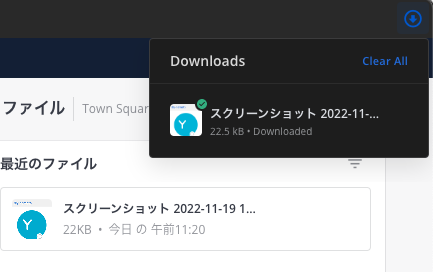 Downloads
Clear All
ファイル
Town Squar
スクリーンショット 2022-11-...
22.5 kB • Downloaded
最近のファイル
スクリーンショット 2022-11-19 1...
22KB • 今日 の 午前11:20